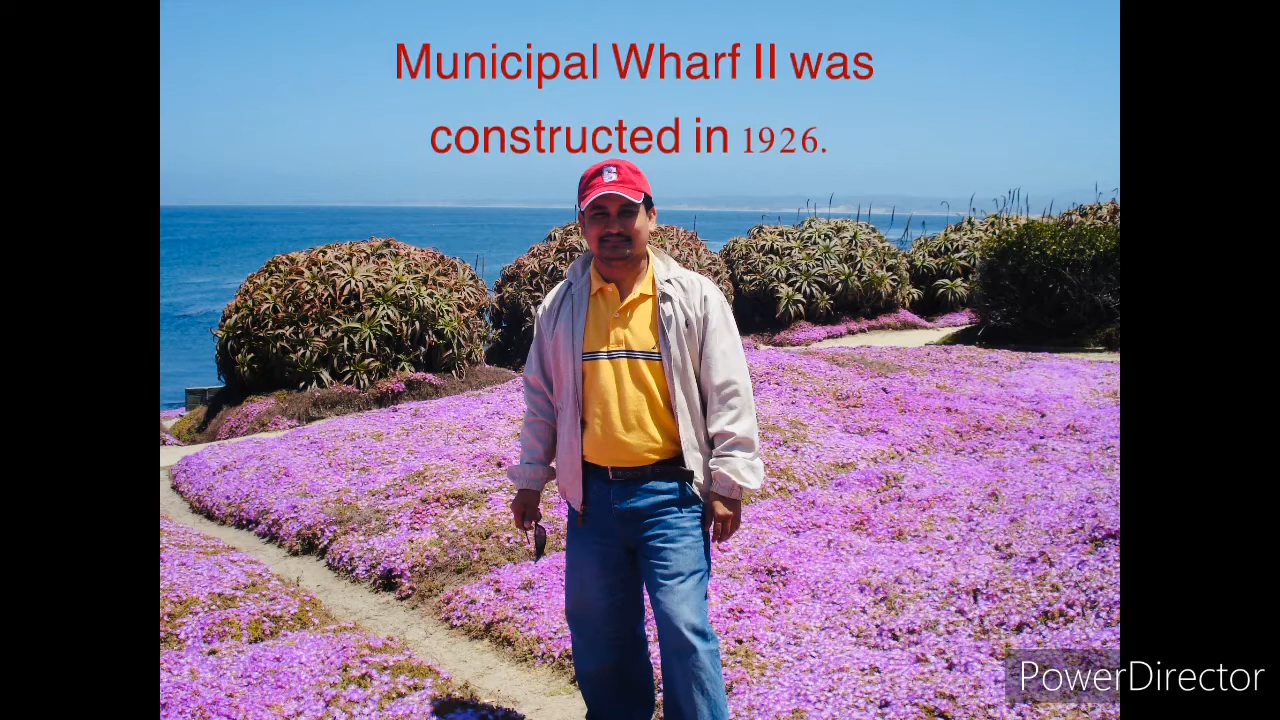 Municipal Wharf II was
constructed in 1926.
PowerDirector